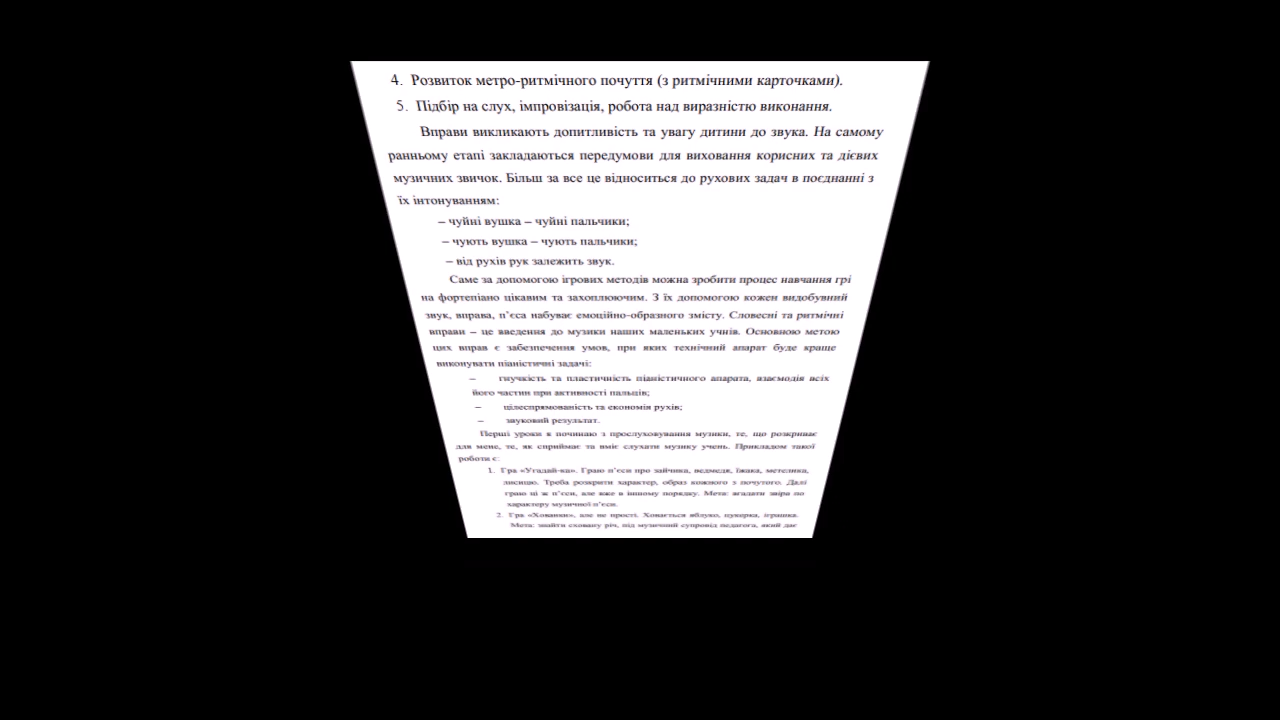 4. Розвиток метро-ритмічного почуття (з ритмічними карточками).
5. Підбір на слух, імпровізація, робота над виразністю виконання.
Вправи викликають допитливість та увагу дитини до звука. На самому
ранньому етапі закладаються передумови для виховання корисних та дієвих
музичних звичок. Більш за все це відноситься до рухових задач в поєднанні з
їх інтонуванням:
– чуйні вушка – чуйні пальчики;
– чують вушка – чують пальчики;
– від рухів рук залежить звук.
Саме за допомогою ігрових методів можна зробити процес навчання грі
на фортепіано цікавим та захоплюючим. З їх допомогою кожен видобувний
звук, вправа, п’єса набуває емоційно-образного змісту. Словесні та ритмічні
вправи – це введення до музики наших маленьких учнів. Основною метою
цих вправ є забезпечення умов, при яких технічний апарат буде краще
виконувати піаністичні задачі:
– гнучкість та пластичність піаністичного апарата, взаємодія всіх
його частин при активності пальців;
– цілеспрямованість та економія рухів;
– звуковий результат.
Перші уроки я починаю з прослуховування музики, те, що розкриває
для мене, те, як сприймає та вміє слухати музику учень. Прикладом такої
роботи є:
1. Гра «Угадай-ка». Граю п’єси про зайчика, ведмедя, їжака, метелика,
лисицю. Треба розкрити характер, образ кожного з почутого. Далі
граю ці ж п’єси, але вже в іншому порядку. Мета: вгадати звіра по
характеру музичної п’єси.
2. Гра «Хованки», але не прості. Ховається яблуко, цукерка, іграшка.
Мета: знайти сховану річ, під музичний супровід педагога, який дає